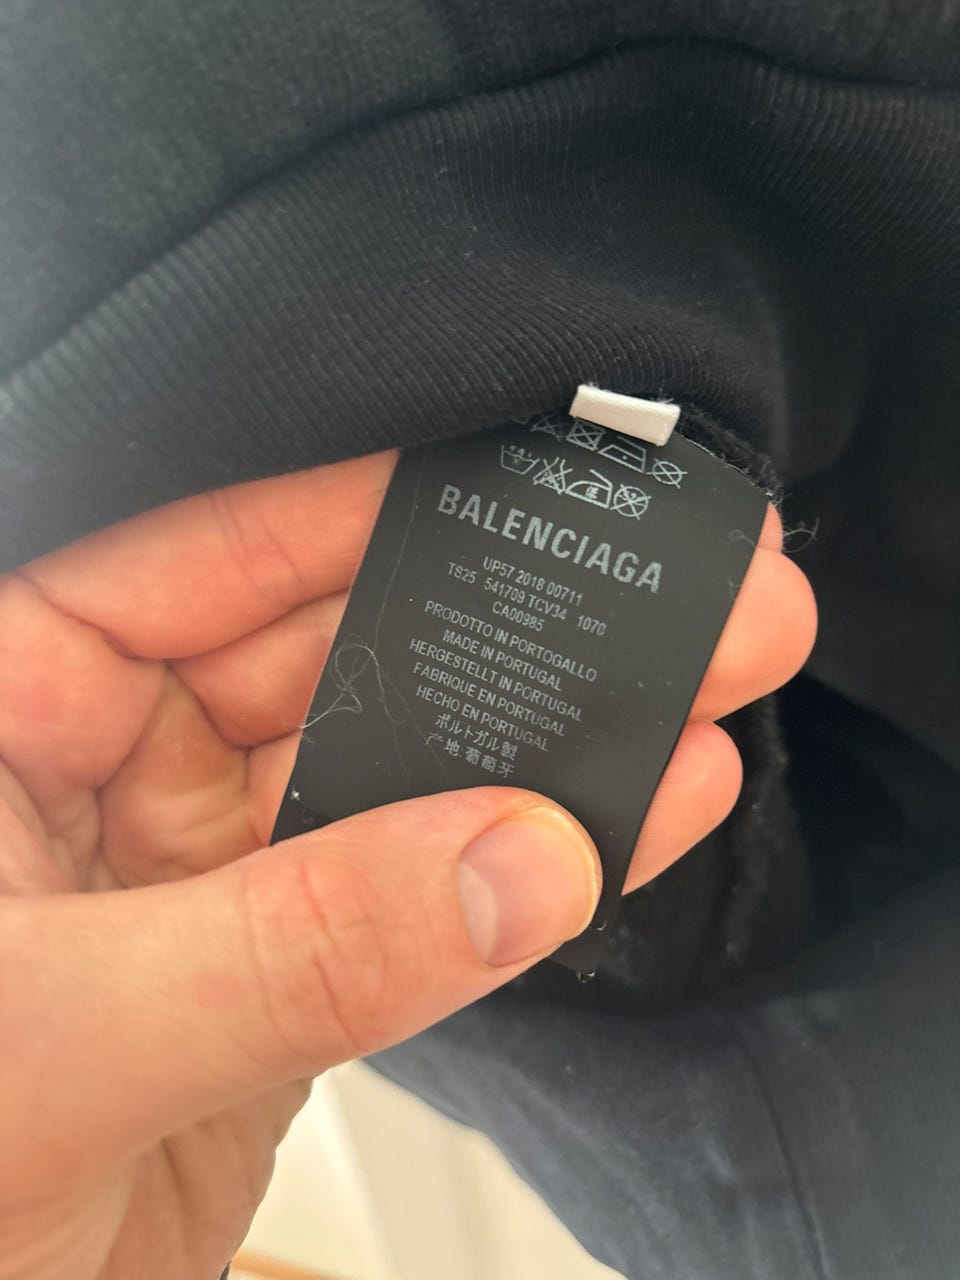 BALENCIAGA
UP57 2018 00711
TS25 541709 TCV34 1070
CA00985
PRODOTTO IN PORTOGALLO
MADE IN PORTUGAL
HERGESTELLT IN PORTUGAL
FABRIQUE EN PORTUGAL
HECHO EN PORTUGAL
ポルトガル製
产地:葡萄牙